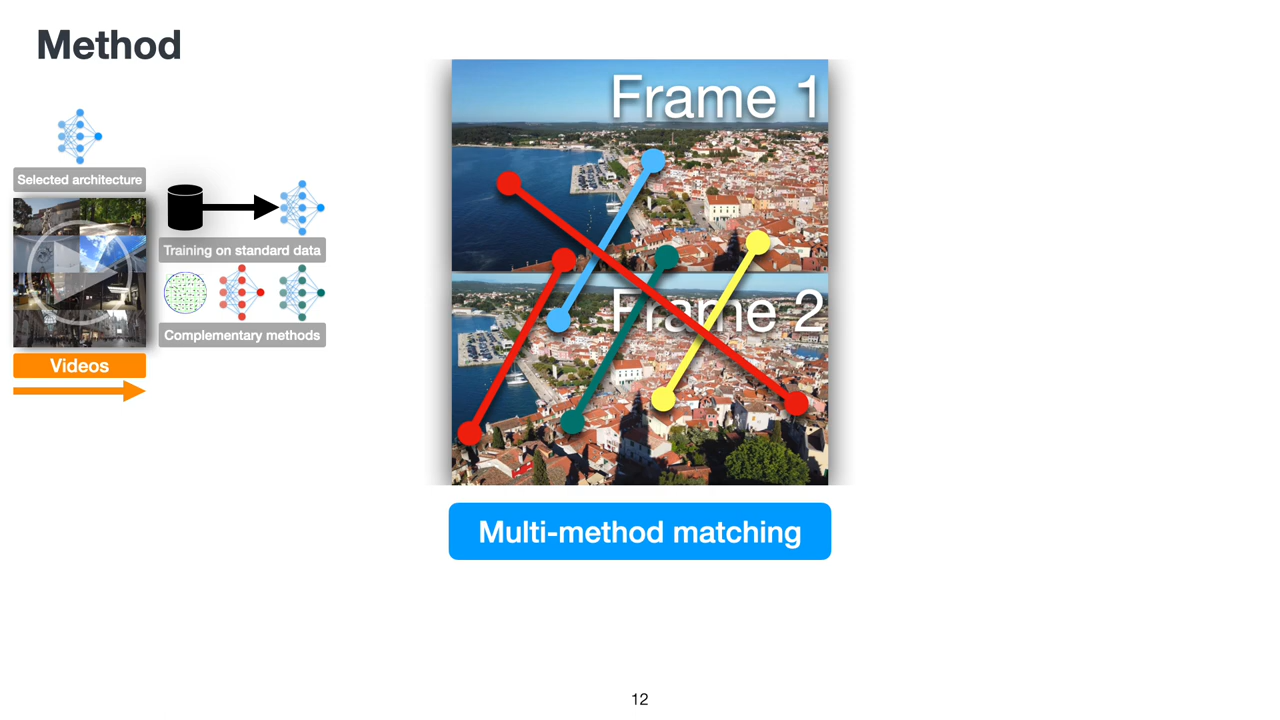 Method
Frame 1
Selected architecture
Training on standard data
Frame 2
Complementary methods
Videos
Multi-method matching
12